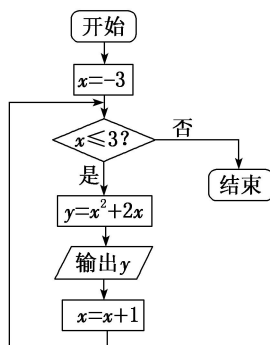 开始
x=-3
x≤3?
否
是
结束
y=x²+2x
输出y
x=x+1